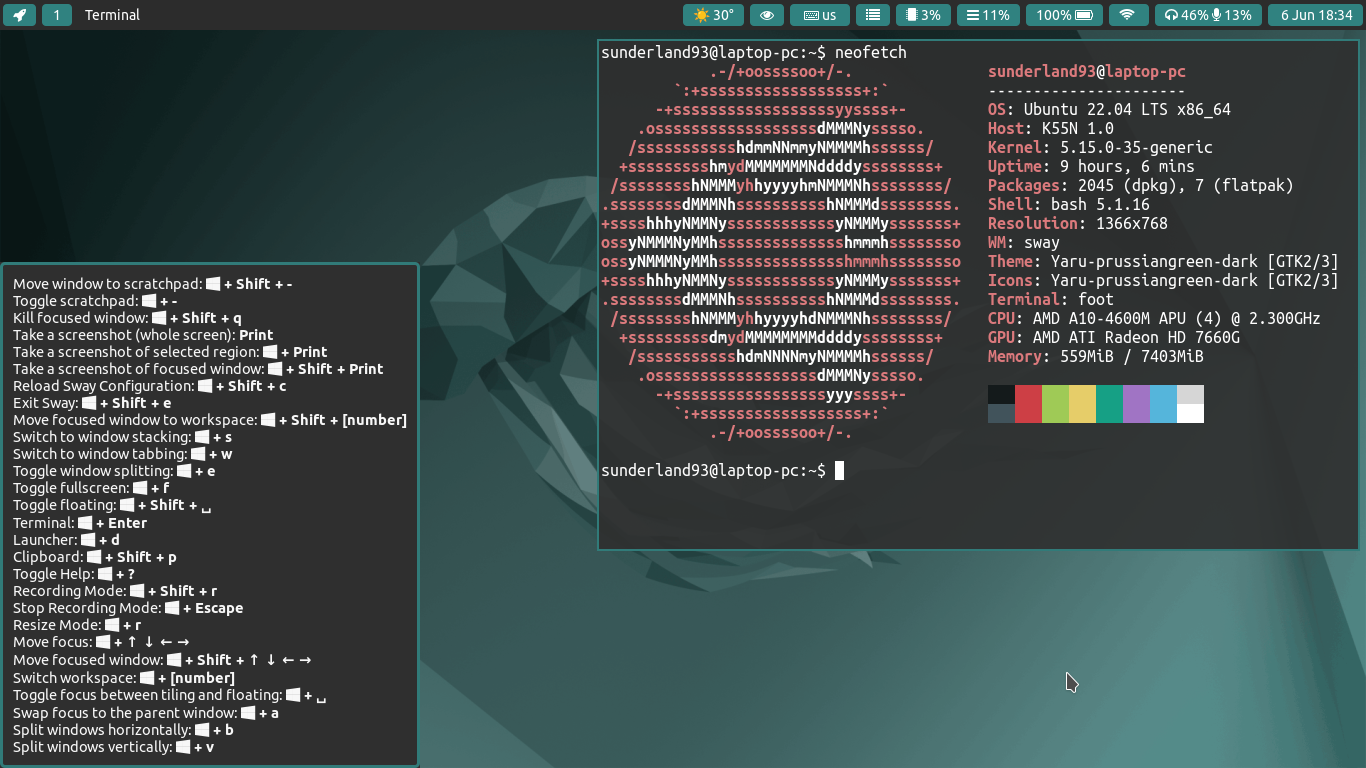 1 Terminal 30° us 3% 11% 100% 46% 13% 6 Jun 18:34
sunderland93@laptop-pc:~$ neofetch
.-/+oossssoo+/-.
`:+ssssssssssssssssss+:`
-+ssssssssssssssssssyyssss+-
.ossssssssssssssssssdMMMNysssso.
/ssssssssssshdmmNNmmyNMMMMhssssss/
+ssssssssshmydMMMMMMMNddddyssssssss+
/sssssssshNMMMyhhyyyyhmNMMMNhssssssss/
.ssssssssdMMMNhsssssssssshNMMMdssssssss.
+sssshhhyNMMNyssssssssssssyNMMMysssssss+
ossyNMMMNyMMhsssssssssssssshmmmhssssssso
ossyNMMMNyMMhsssssssssssssshmmmhssssssso
+sssshhhyNMMNyssssssssssssyNMMMysssssss+
.ssssssssdMMMNhsssssssssshNMMMdssssssss.
/sssssssshNMMMyhhyyyyhdNMMMNhssssssss/
+sssssssssdmydMMMMMMMMddddyssssssss+
/ssssssssssshdmNNNNmyNMMMMhssssss/
.ossssssssssssssssssdMMMNysssso.
-+sssssssssssssssssyyyssss+-
`:+ssssssssssssssssss+:`
.-/+oossssoo+/-.
sunderland93@laptop-pc
----------------------
OS: Ubuntu 22.04 LTS x86_64
Host: K55N 1.0
Kernel: 5.15.0-35-generic
Uptime: 9 hours, 6 mins
Packages: 2045 (dpkg), 7 (flatpak)
Shell: bash 5.1.16
Resolution: 1366x768
WM: sway
Theme: Yaru-prussiangreen-dark [GTK2/3]
Icons: Yaru-prussiangreen-dark [GTK2/3]
Terminal: foot
CPU: AMD A10-4600M APU (4) @ 2.300GHz
GPU: AMD ATI Radeon HD 7660G
Memory: 559MiB / 7403MiB
sunderland93@laptop-pc:~$
Move window to scratchpad: + Shift + -
Toggle scratchpad: + -
Kill focused window: + Shift + q
Take a screenshot (whole screen): Print
Take a screenshot of selected region: + Print
Take a screenshot of focused window: + Shift + Print
Reload Sway Configuration: + Shift + c
Exit Sway: + Shift + e
Move focused window to workspace: + Shift + [number]
Switch to window stacking: + s
Switch to window tabbing: + w
Toggle window splitting: + e
Toggle fullscreen: + f
Toggle floating: + Shift + ␣
Terminal: + Enter
Launcher: + d
Clipboard: + Shift + p
Toggle Help: + ?
Recording Mode: + Shift + r
Stop Recording Mode: + Escape
Resize Mode: + r
Move focus: + ↑ ↓ ← →
Move focused window: + Shift + ↑ ↓ ← →
Switch workspace: + [number]
Toggle focus between tiling and floating: + ␣
Swap focus to the parent window: + a
Split windows horizontally: + b
Split windows vertically: + v